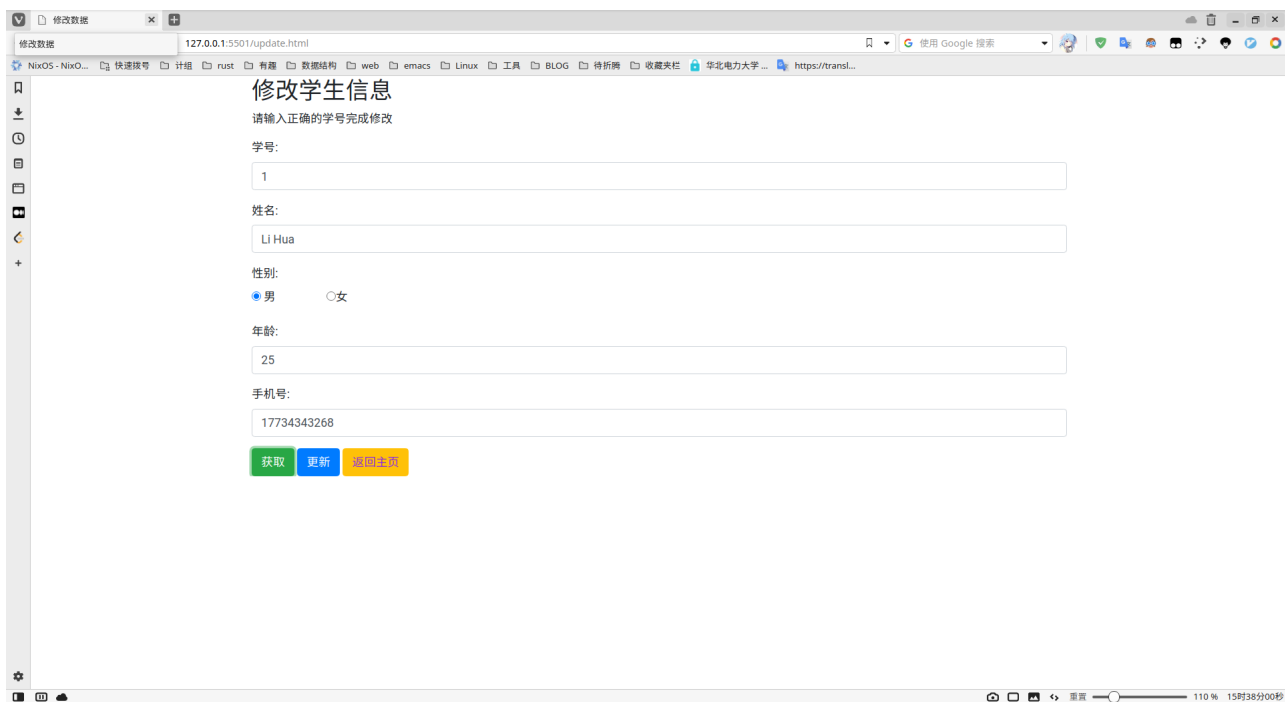 修改数据
修改数据
127.0.0.1:5501/update.html
使用 Google 搜索
NixOS - NixO... 快速拨号 计组 rust 有趣 数据结构 web emacs Linux 工具 BLOG 待折腾 收藏夹栏 华北电力大学 ... https://transl...
修改学生信息
请输入正确的学号完成修改
学号:
1
姓名:
Li Hua
性别:
男 女
年龄:
25
手机号:
17734343268
获取 更新 返回主页
重置 110 % 15时38分00秒